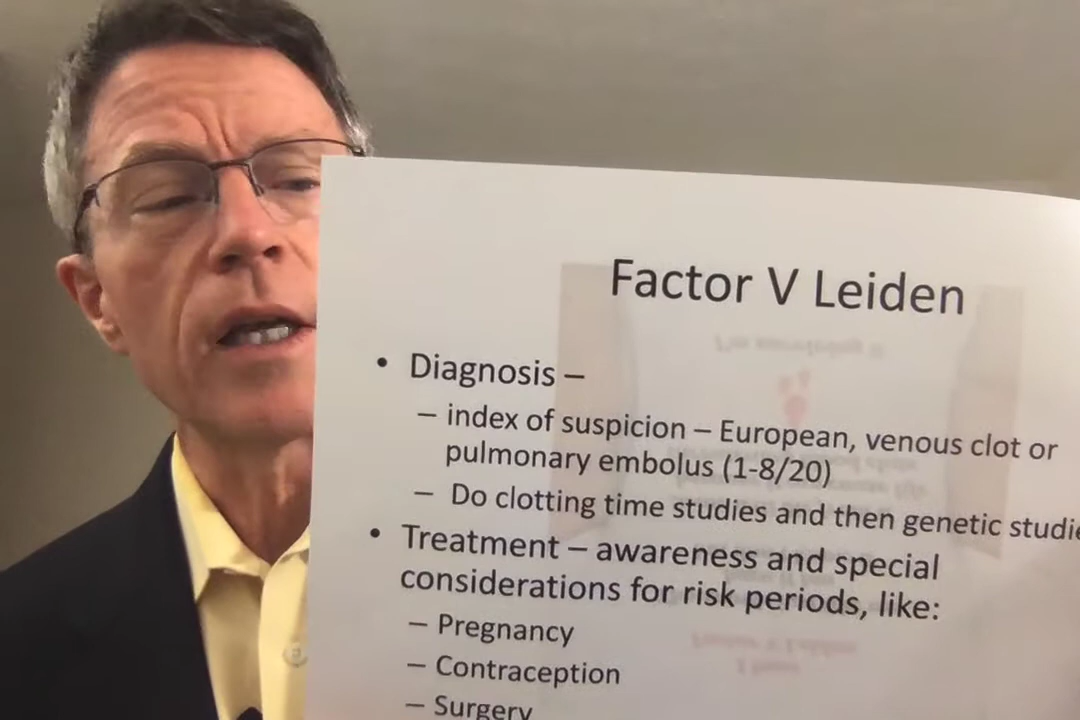 Factor V Leiden
• Diagnosis –
– index of suspicion – European, venous clot or
pulmonary embolus (1-8/20)
– Do clotting time studies and then genetic
• Treatment – awareness and special
considerations for risk periods, like:
– Pregnancy
– Contraception
– Surgery